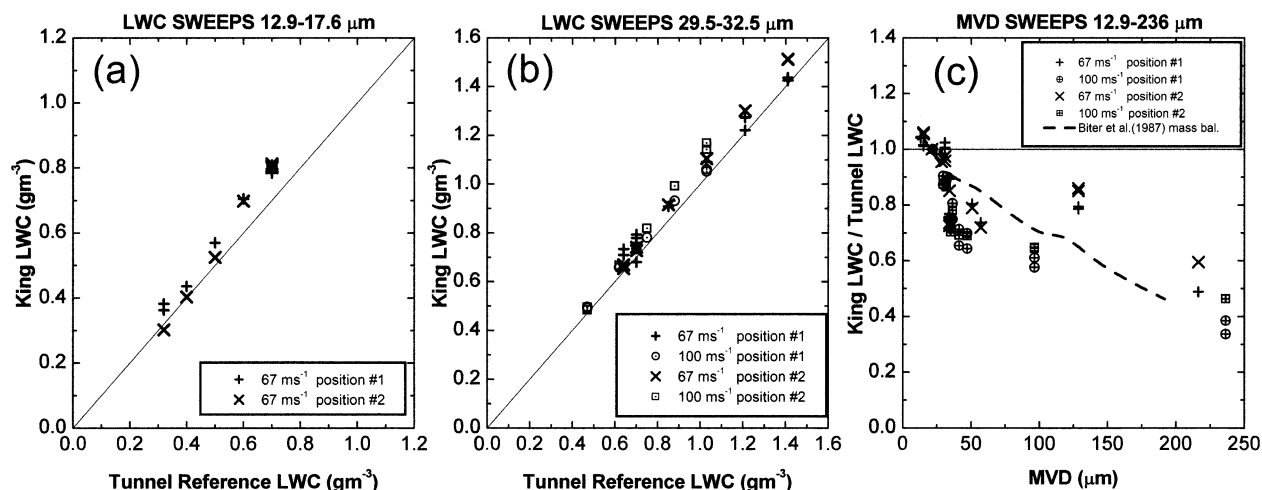 LWC SWEEPS 12.9-17.6 μm
(a)
King LWC (gm⁻³)
1.2
1.0
0.8
0.6
0.4
0.2
0.0
0.0 0.2 0.4 0.6 0.8 1.0 1.2
Tunnel Reference LWC (gm⁻³)
67 ms⁻¹ position #1
67 ms⁻¹ position #2
LWC SWEEPS 29.5-32.5 μm
(b)
King LWC (gm⁻³)
1.6
1.4
1.2
1.0
0.8
0.6
0.4
0.2
0.0
0.0 0.2 0.4 0.6 0.8 1.0 1.2 1.4 1.6
Tunnel Reference LWC (gm⁻³)
67 ms⁻¹ position #1
100 ms⁻¹ position #1
67 ms⁻¹ position #2
100 ms⁻¹ position #2
MVD SWEEPS 12.9-236 μm
(c)
King LWC / Tunnel LWC
1.4
1.2
1.0
0.8
0.6
0.4
0.2
0.0
0 50 100 150 200 250
MVD (μm)
67 ms⁻¹ position #1
100 ms⁻¹ position #1
67 ms⁻¹ position #2
100 ms⁻¹ position #2
Biter et al.(1987) mass bal.